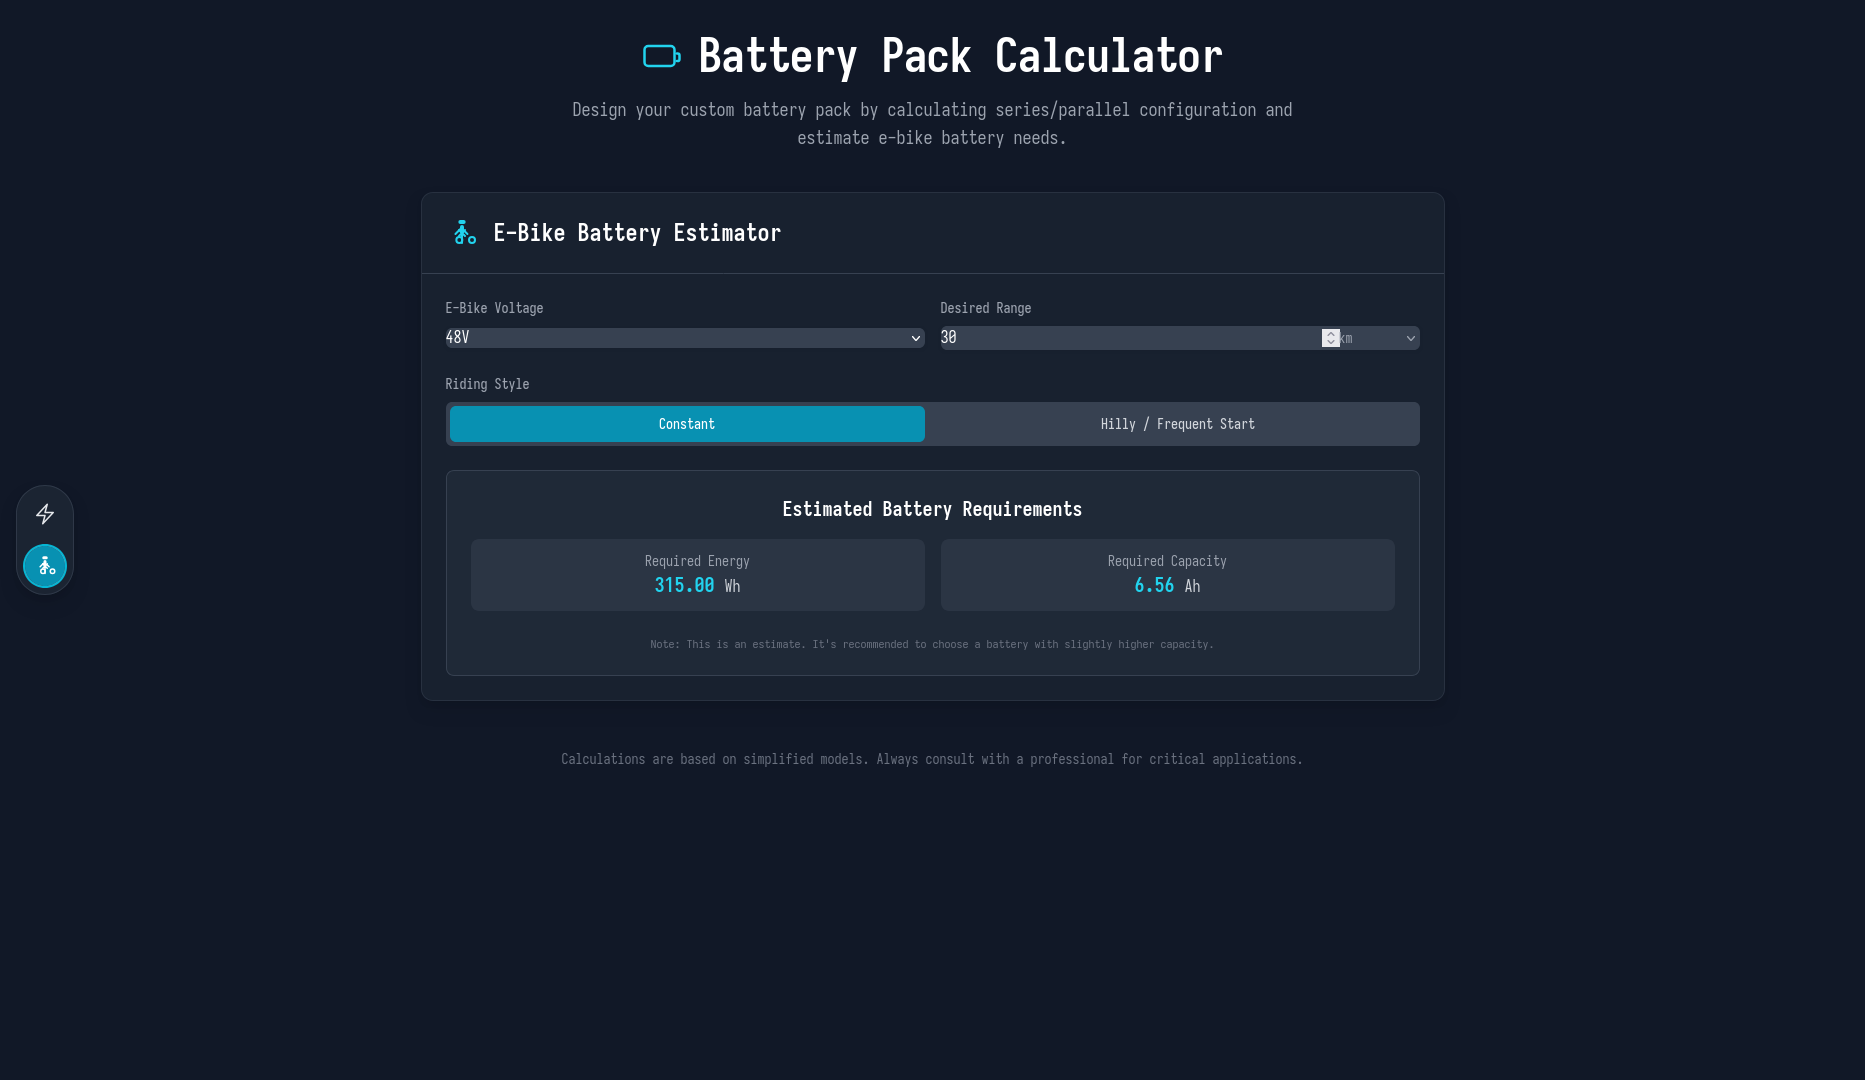 Battery Pack Calculator
Design your custom battery pack by calculating series/parallel configuration and
estimate e-bike battery needs.
E-Bike Battery Estimator
E-Bike Voltage
Desired Range
48V
30
km
Riding Style
Constant
Hilly / Frequent Start
Estimated Battery Requirements
Required Energy
Required Capacity
315.00 Wh
6.56 Ah
Note: This is an estimate. It's recommended to choose a battery with slightly higher capacity.
Calculations are based on simplified models. Always consult with a professional for critical applications.